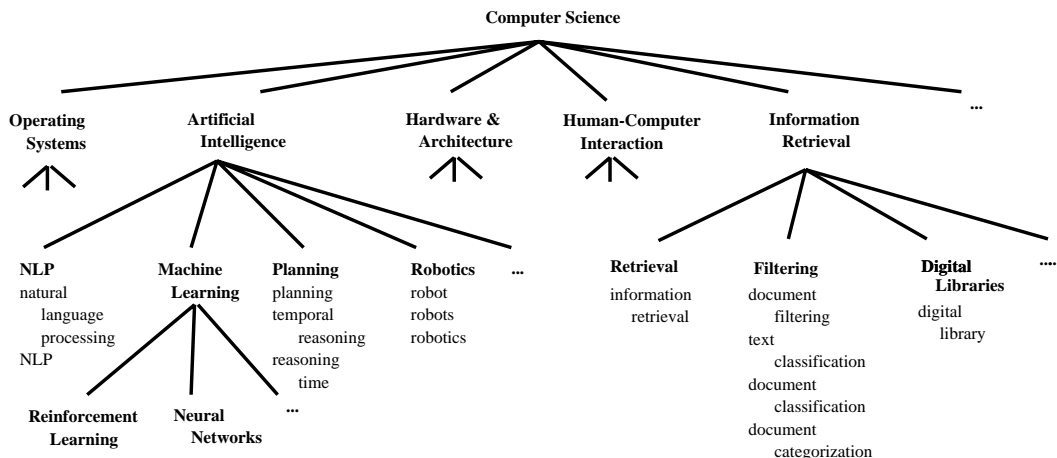 Computer Science
...
Operating
Systems
Artificial
Intelligence
Hardware &
Architecture
Human-Computer
Interaction
Information
Retrieval
NLP
natural
language
processing
NLP
Machine
Learning
Planning
planning
temporal
reasoning
reasoning
time
Robotics
robot
robots
robotics
...
Retrieval
information
retrieval
Filtering
document
filtering
text
classification
document
classification
document
categorization
Digital
Libraries
digital
library
....
Reinforcement
Learning
Neural
Networks
...